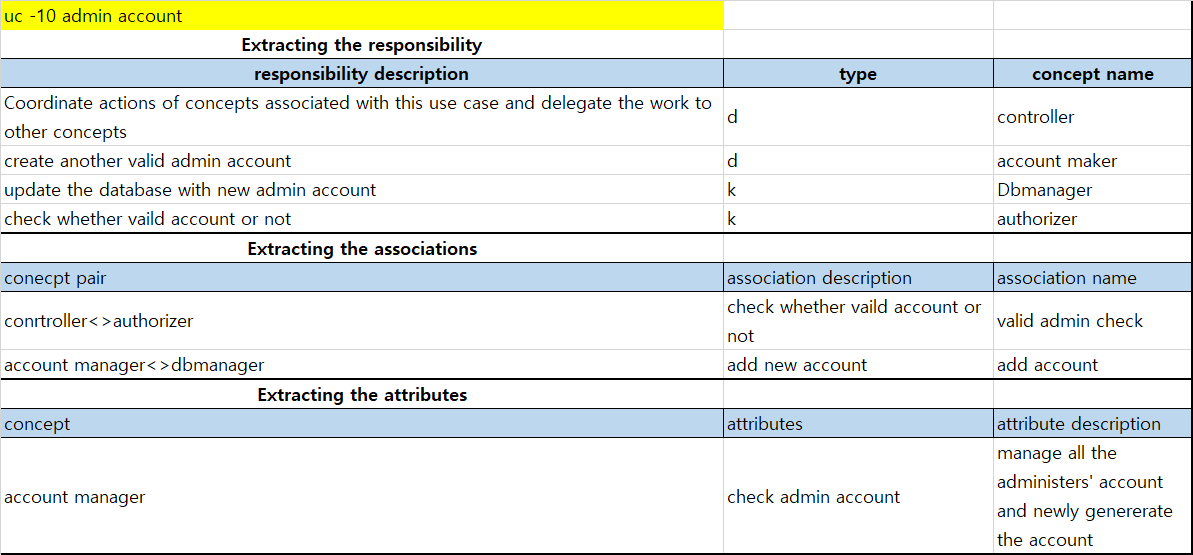 uc -10 admin account
Extracting the responsibility
responsibility description type concept name
Coordinate actions of concepts associated with this use case and delegate the work to
other concepts
d controller
create another valid admin account d account maker
update the database with new admin account k Dbmanager
check whether vaild account or not k authorizer
Extracting the associations
conecpt pair association description association name
conrtroller<>authorizer
check whether vaild account or
not
valid admin check
account manager<>dbmanager add new account add account
Extracting the attributes
concept attributes attribute description
account manager check admin account
manage all the
administers' account
and newly genererate
the account